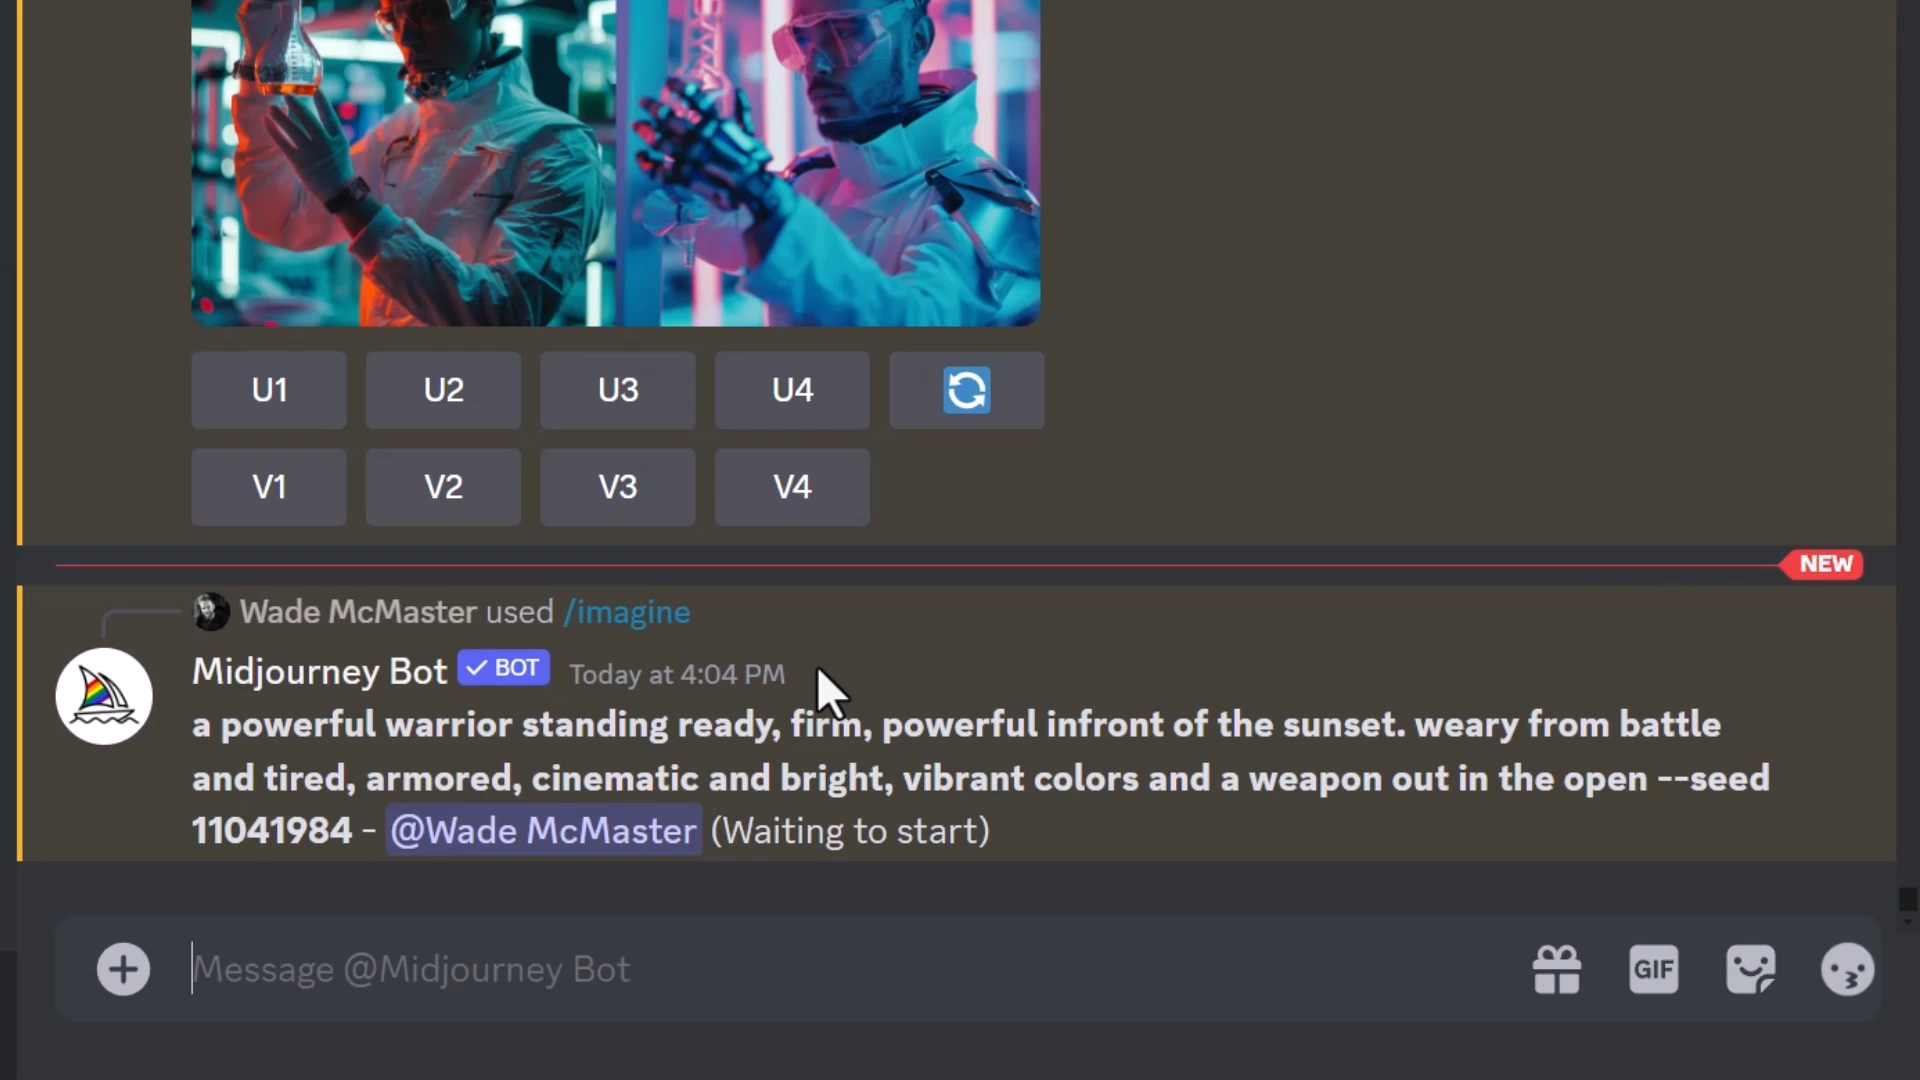 U1 U2 U3 U4
V1 V2 V3 V4
NEW
Wade McMaster used /imagine
Midjourney Bot BOT Today at 4:04 PM
a powerful warrior standing ready, firm, powerful infront of the sunset. weary from battle
and tired, armored, cinematic and bright, vibrant colors and a weapon out in the open --seed
11041984 - @Wade McMaster (Waiting to start)
Message @Midjourney Bot GIF